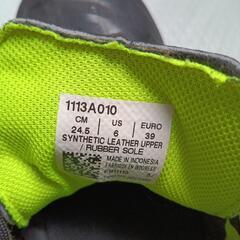 1113A010
CM US EURO
24.5 6 39
SYNTHETIC LEATHER UPPER
RUBBER SOLE
MADE IN INDONESIA